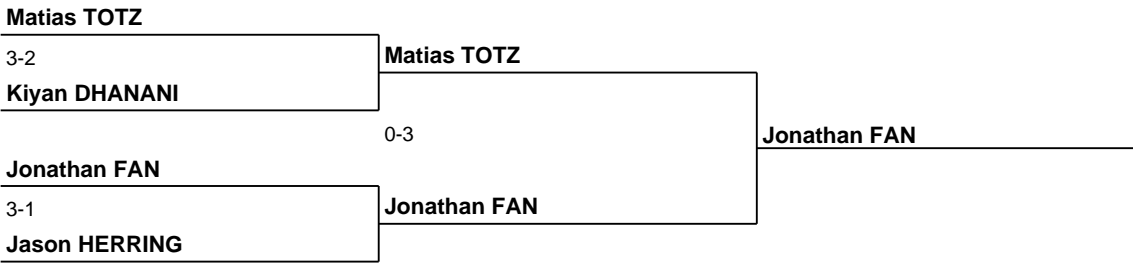 Matias TOTZ
3-2
Matias TOTZ
Kiyan DHANANI
0-3
Jonathan FAN
Jonathan FAN
3-1
Jonathan FAN
Jason HERRING